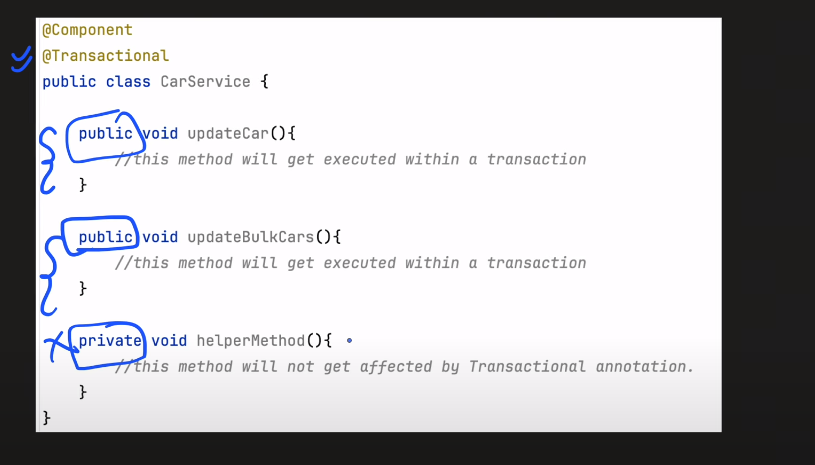 @Component
@Transactional
public class CarService {
public void updateCar(){
//this method will get executed within a transaction
}
public void updateBulkCars(){
//this method will get executed within a transaction
}
private void helperMethod(){
//this method will not get affected by Transactional annotation.
}
}